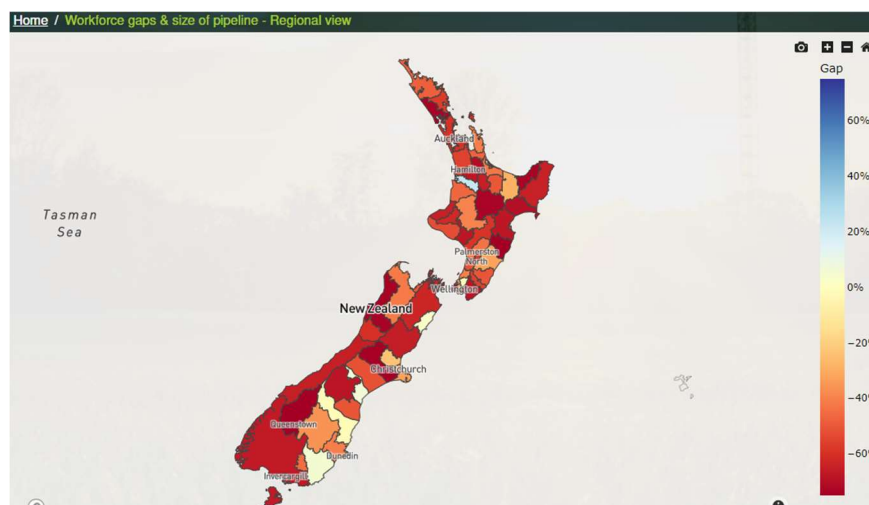 Home / Workforce gaps & size of pipeline - Regional view
Gap
60%
40%
20%
0%
−20%
−40%
−60%
Tasman
Sea
Auckland
Hamilton
Palmerston
North
Wellington
New Zealand
Christchurch
Queenstown
Dunedin
Invercargill